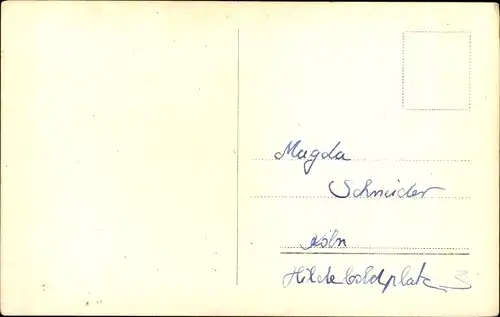 Magda
Schneider
Köln
Hildeboldplatz 3